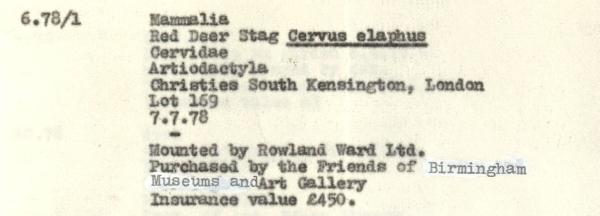 6.78/1 Mammalia
Red Deer Stag Cervus elaphus
Cervidae
Artiodactyla
Christies South Kensington, London
Lot 169
7.7.78
-
Mounted by Rowland Ward Ltd.
Purchased by the Friends of Birmingham
Museums andArt Gallery
Insurance value £450.